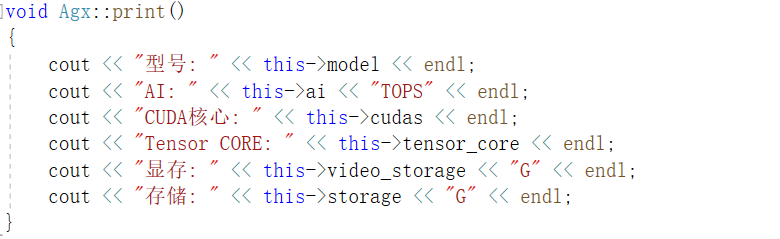 void Agx::print()
{
    cout << "型号: " << this->model << endl;
    cout << "AI: " << this->ai << "TOPS" << endl;
    cout << "CUDA核心: " << this->cudas << endl;
    cout << "Tensor CORE: " << this->tensor_core << endl;
    cout << "显存: " << this->video_storage << "G" << endl;
    cout << "存储: " << this->storage << "G" << endl;
}